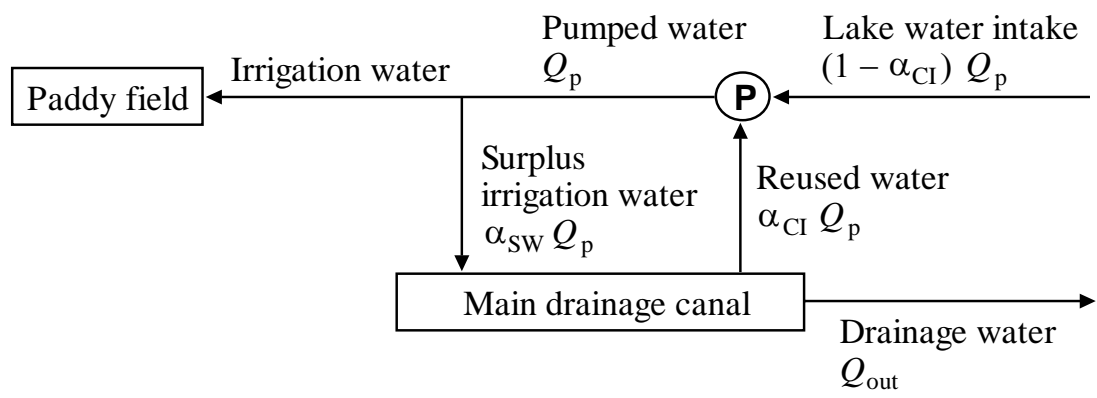 Pumped water
Q_p
Lake water intake
(1 – α_CI) Q_p
Irrigation water
Paddy field
P
Surplus
irrigation water
α_SW Q_p
Reused water
α_CI Q_p
Main drainage canal
Drainage water
Q_out